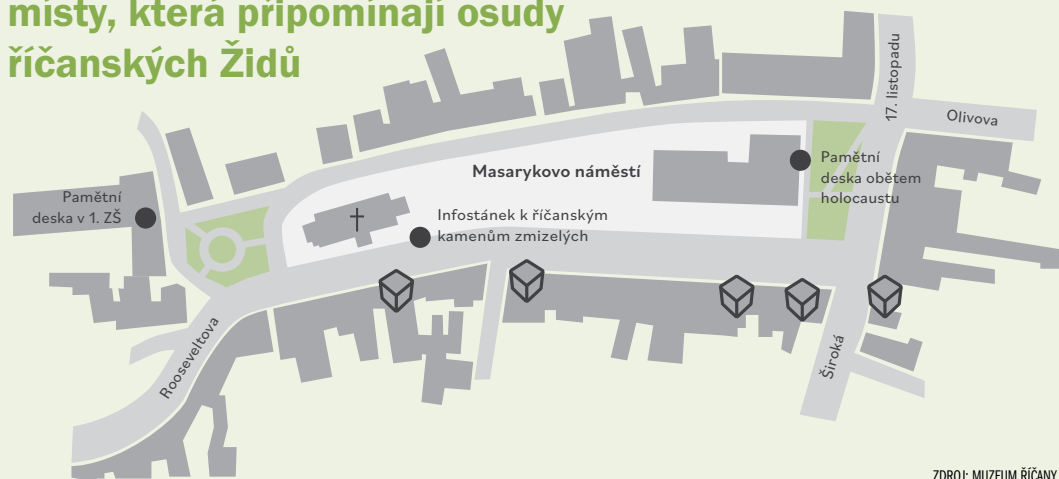 místy, která připomínají osudy
říčanských Židů
17. listopadu
Olivova
Masarykovo náměstí
Pamětní
deska obětem
holocaustu
Pamětní
deska v 1. ZŠ
Infostánek k říčanským
kamenům zmizelých
Rooseveltova
Široká
ZDROJ: MUZEUM ŘÍČANY